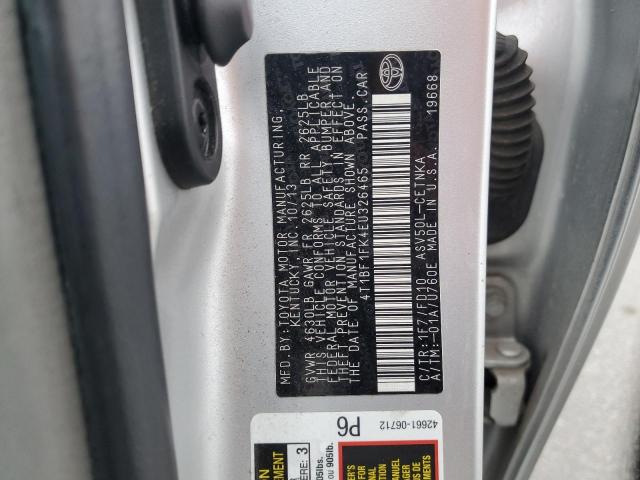 MFD.BY:TOYOTA MOTOR MANUFACTURING,
KENTUCKY, INC. 10/13
GVWR 4630LB GAWR FR 2625LB RR 2625LB
THIS VEHICLE CONFORMS TO ALL APPLICABLE
FEDERAL MOTOR VEHICLE SAFETY, BUMPER, AND
THEFT PREVENTION STANDARDS IN EFFECT ON
THE DATE OF MANUFACTURE SHOWN ABOVE.
4T1BF1FK4EU326465 PASS.CAR
C/TR:1F7/FD10 ASV50L-CETNKA
A/TM:-01A/U760E MADE IN U.S.A. 19668
42661-06712
P6
3
905lb.
MANUEL